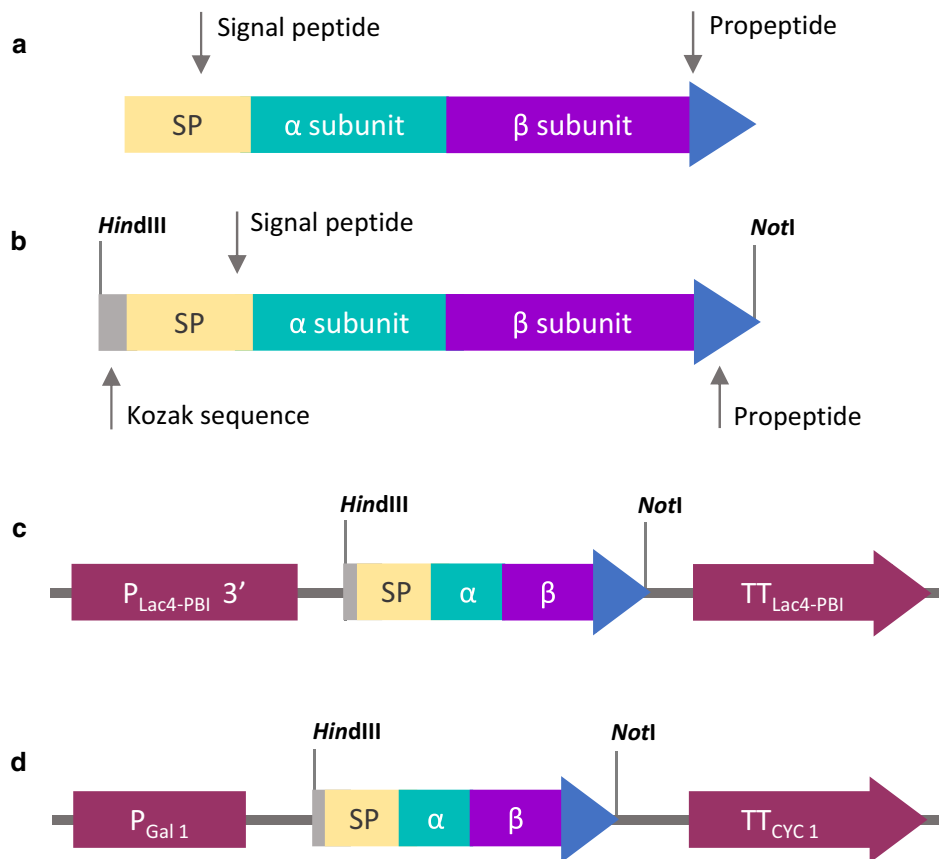 a
Signal peptide
Propeptide
SP
α subunit
β subunit
b
HindIII
Signal peptide
NotI
SP
α subunit
β subunit
Kozak sequence
Propeptide
c
HindIII
NotI
PLac4-PBI 3′
SP
α
β
TTLac4-PBI
d
HindIII
NotI
PGal 1
SP
α
β
TTCYC 1